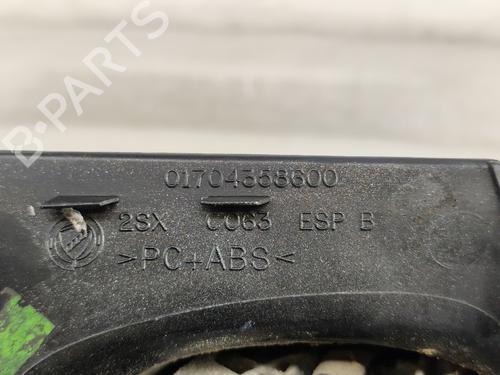 B-PARTS
01704358600
2SX C063 ESP B
>PC+ABS<